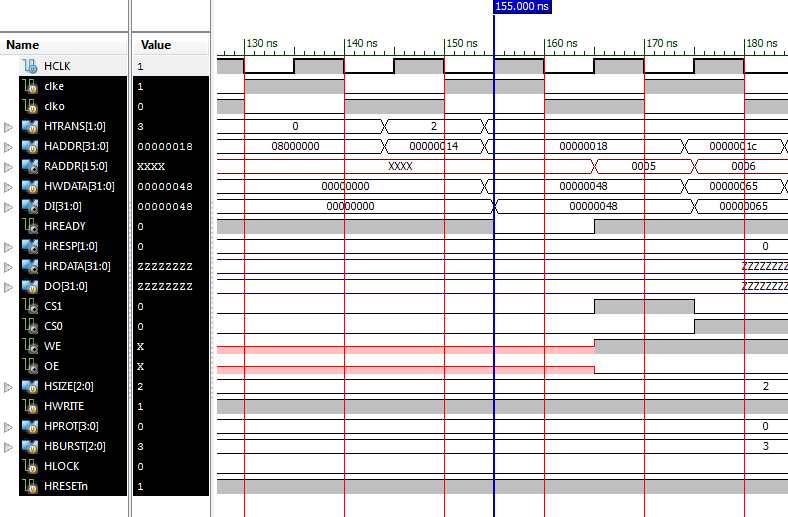 155.000 ns
Name Value 130 ns 140 ns 150 ns 160 ns 170 ns 180 ns
HCLK 1
clke 1
clko 0
HTRANS[1:0] 3 0 2
HADDR[31:0] 00000018 08000000 00000014 00000018 0000001c
RADDR[15:0] XXXX XXXX 0005 0006
HWDATA[31:0] 00000048 00000000 00000048 00000065
DI[31:0] 00000048 00000000 00000048 00000065
HREADY 0
HRESP[1:0] 0 0
HRDATA[31:0] ZZZZZZZZ ZZZZZZZZ
DO[31:0] ZZZZZZZZ ZZZZZZZZ
CS1 0
CS0 0
WE X
OE X
HSIZE[2:0] 2 2
HWRITE 1
HPROT[3:0] 0 0
HBURST[2:0] 3 3
HLOCK 0
HRESETn 1